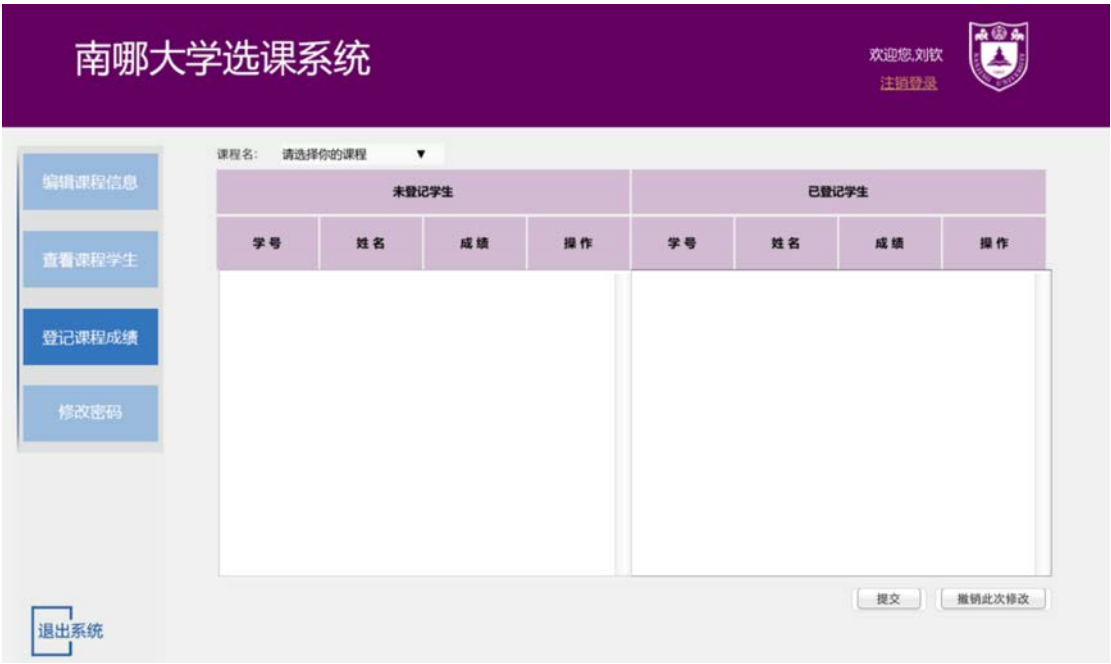 南哪大学选课系统
欢迎您,刘钦
注销登录
编辑课程信息
查看课程学生
登记课程成绩
修改密码
退出系统
课程名: 请选择你的课程 ▼
未登记学生 已登记学生
学号 姓名 成绩 操作 学号 姓名 成绩 操作
提交 撤销此次修改